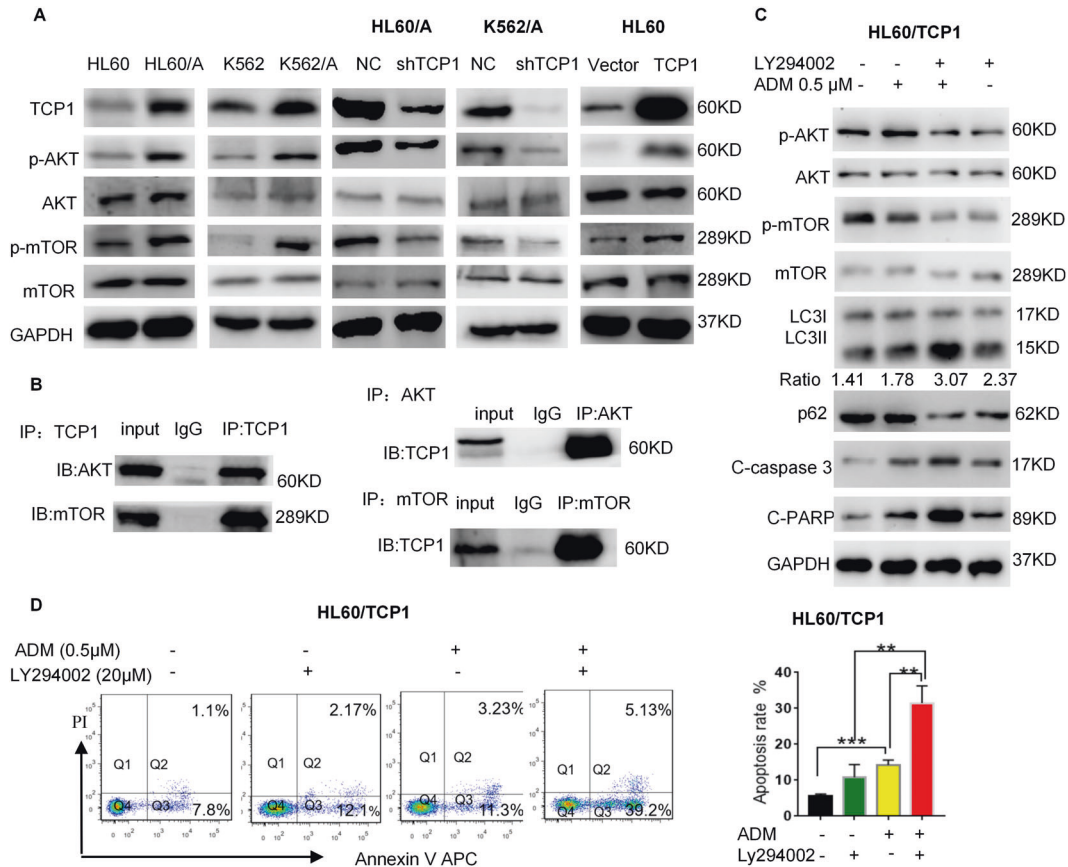 A
HL60/A K562/A HL60
HL60 HL60/A K562 K562/A NC shTCP1 NC shTCP1 Vector TCP1
TCP1 60KD
p-AKT 60KD
AKT 60KD
p-mTOR 289KD
mTOR
GAPDH 37KD
B
IP: TCP1 input IgG IP:TCP1
IB:AKT 60KD
IB:mTOR 289KD
IP: AKT
input IgG IP:AKT
IB:TCP1 60KD
IP: mTOR input IgG IP:mTOR
IB:TCP1 60KD
C
HL60/TCP1
LY294002 - - + +
ADM 0.5 μM - + + -
p-AKT 60KD
AKT 60KD
p-mTOR 289KD
mTOR 289KD
LC3I 17KD
LC3II 15KD
Ratio 1.41 1.78 3.07 2.37
p62 62KD
C-caspase 3 17KD
C-PARP 89KD
GAPDH 37KD
D
HL60/TCP1
ADM (0.5μM) - - + +
LY294002 (20μM) - + - +
PI
1.1% 2.17% 3.23% 5.13%
Q1 Q2 Q1 Q2 Q1 Q2 Q1 Q2
Q4 Q3 Q4 Q3 Q4 Q3 Q4 Q3
7.8% 12.1% 11.3% 39.2%
Annexin V APC
HL60/TCP1
Apoptosis rate %
40
30
20
10
0
**
**
***
ADM - - + +
Ly294002 - + - +